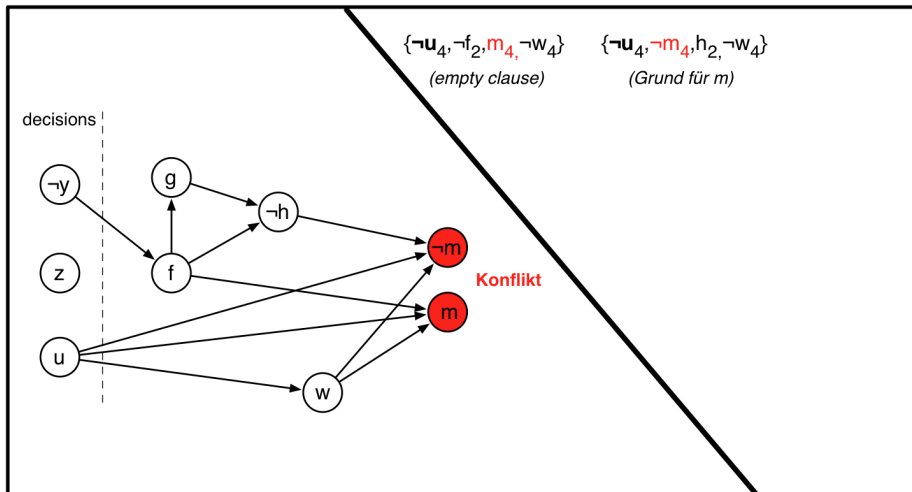 {¬u4,¬f2,m4,¬w4} {¬u4,¬m4,h2,¬w4}
(empty clause) (Grund für m)
decisions
¬y
g
¬h
¬m
z
f
Konflikt
m
u
w